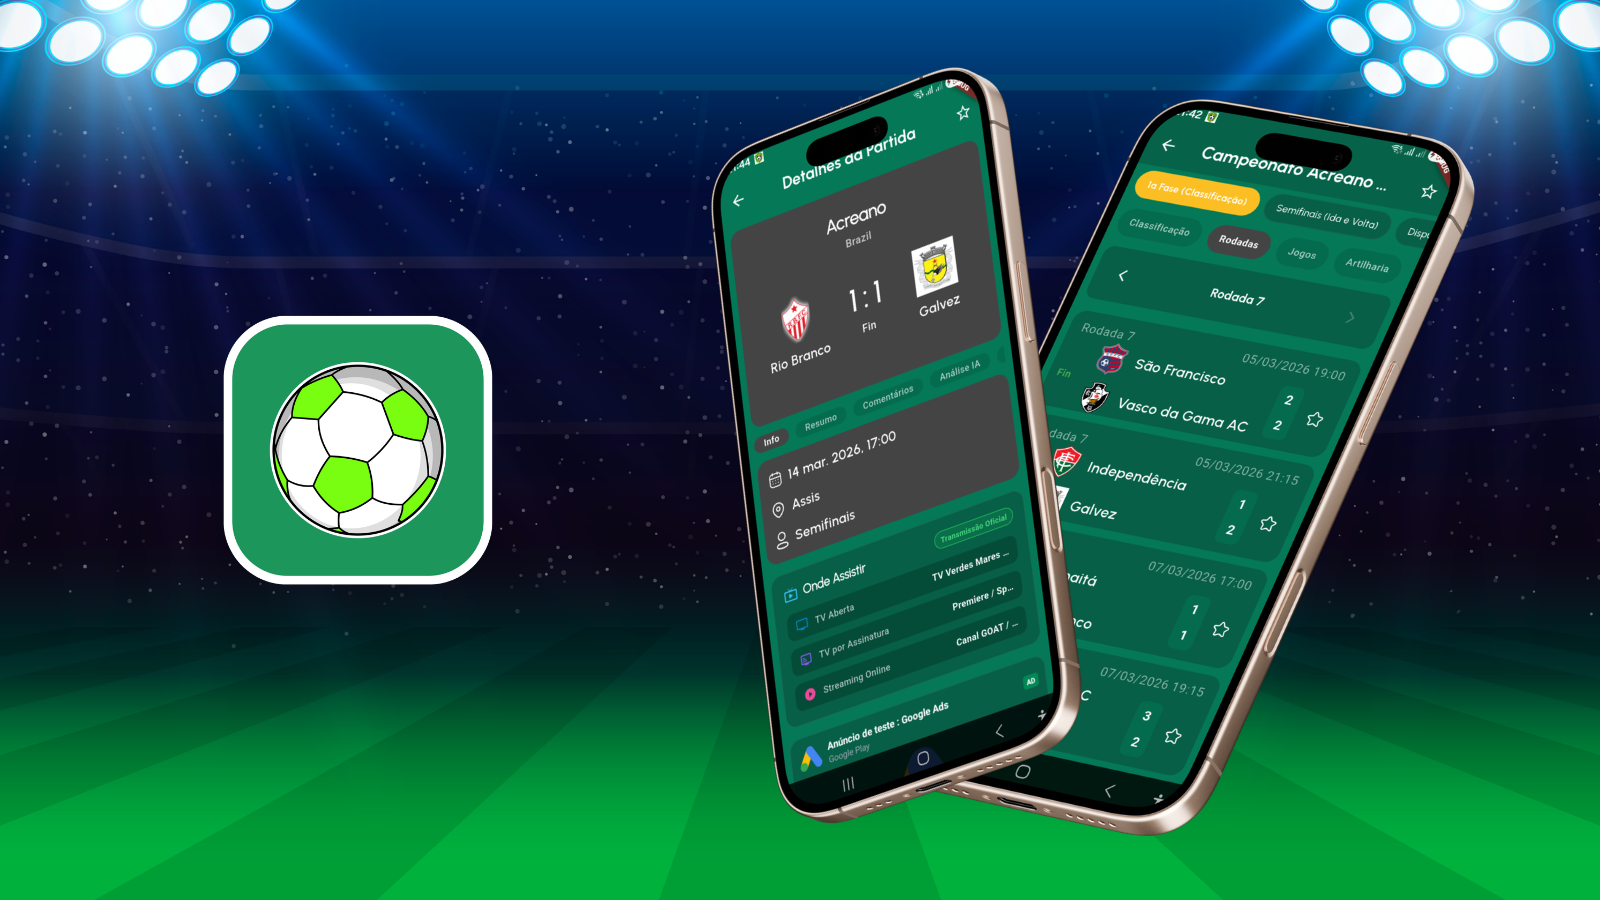 Detalhes da Partida
Acreano
Brazil
1:1
Fin
Rio Branco
Galvez
Info
Resumo
Comentários
Análise IA
14 mar. 2026, 17:00
Assis
Semifinais
Transmissão Oficial
Onde Assistir
TV Aberta
TV Verdes Mares ...
TV por Assinatura
Premiere / Sp...
Streaming Online
Canal GOAT / ...
AD
Anúncio de teste : Google Ads
Google Play
Campeonato Acreano ...
1a Fase (Classificação)
Semifinais (Ida e Volta)
Classificação
Rodadas
Jogos
Artilharia
Rodada 7
Rodada 7
05/03/2026 19:00
Fin
São Francisco
2
Vasco da Gama AC
2
05/03/2026 21:15
Independência
1
Galvez
2
07/03/2026 17:00
1
1
07/03/2026 19:15
3
2